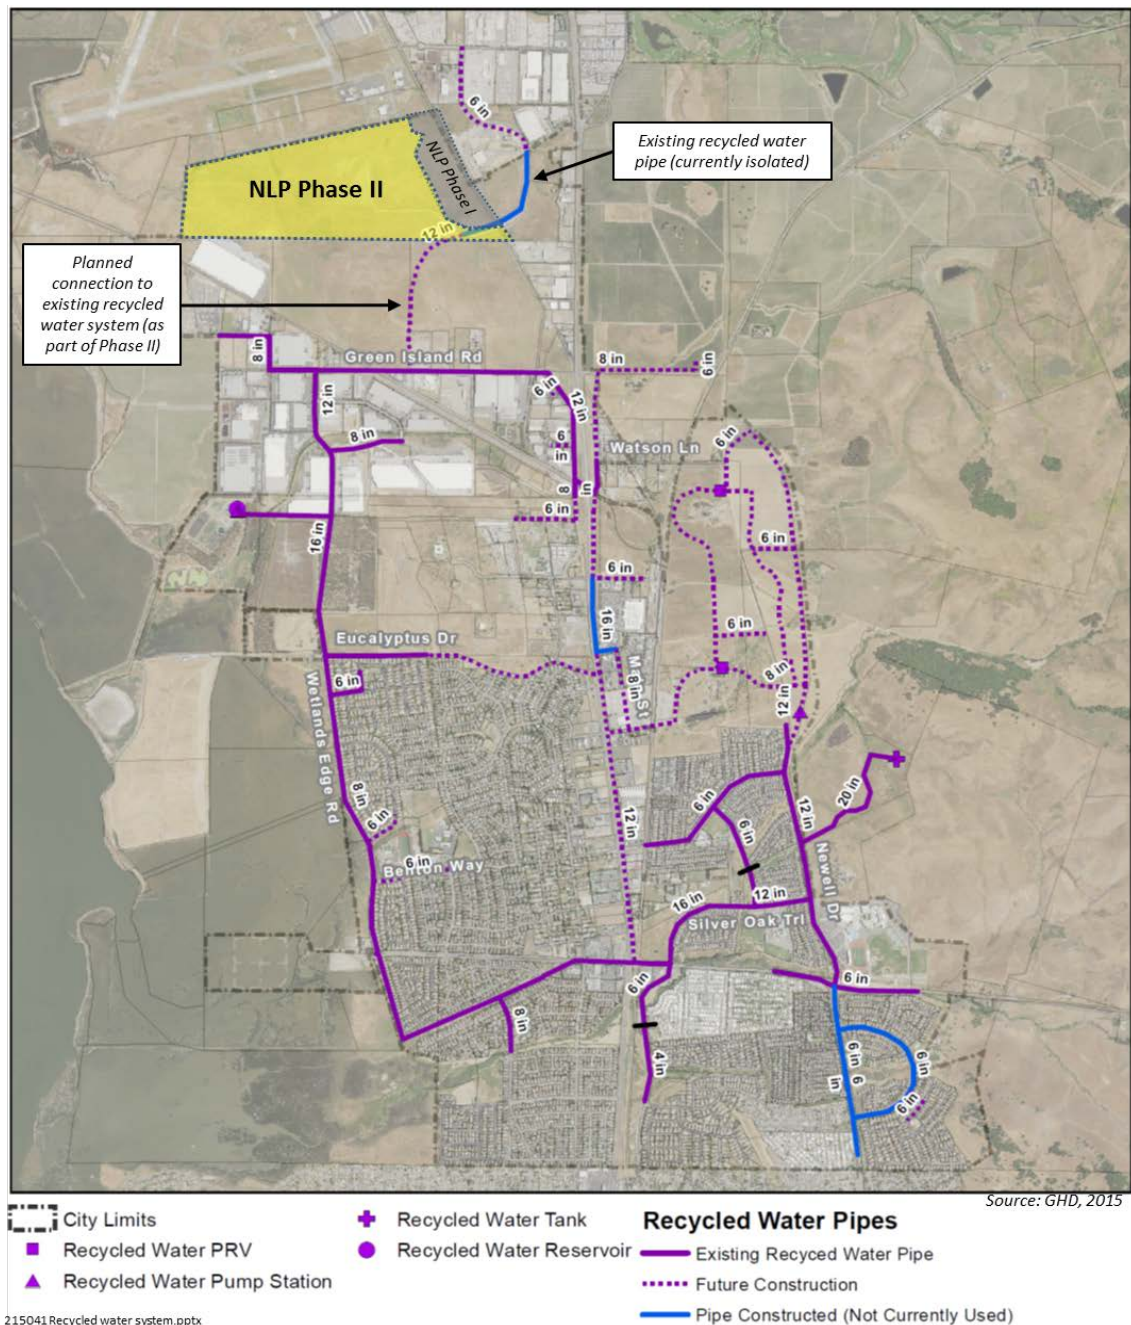 6 in
Existing recycled water
pipe (currently isolated)
NLP Phase I
NLP Phase II
12 in
Planned
connection to
existing recycled
water system (as
part of Phase II)
8 in
Green Island Rd
8 in
6 in
12 in
6 in
12 in
8 in
6
in
Watson Ln
6 in
8
in
6 in
16 in
6 in
6 in
16 in
Eucalyptus Dr
6 in
8 in
6 in
8 in
12 in
Wetlands Edge Rd
8 in
6 in
20 in
6 in
12 in
12 in
6 in
6 in
Benton Way
Newell Dr
12 in
16 in
Silver Oak Trl
6 in
6 in
8 in
4 in
6 in
6
in
6 in
6 in
Source: GHD, 2015
City Limits
Recycled Water PRV
Recycled Water Pump Station
Recycled Water Tank
Recycled Water Reservoir
Recycled Water Pipes
Existing Recyced Water Pipe
Future Construction
Pipe Constructed (Not Currently Used)
215041Recycled water system.pptx